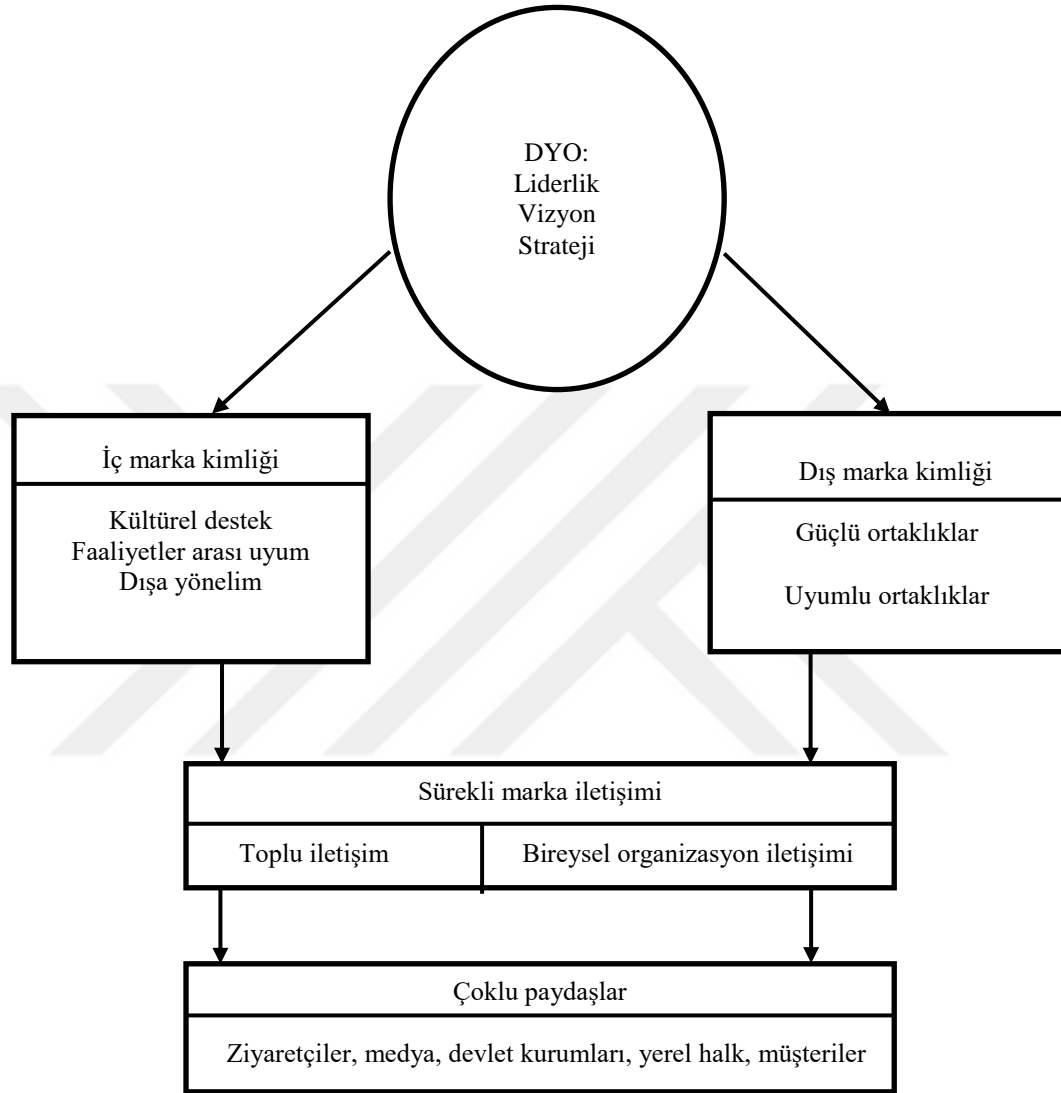 DYO:
Liderlik
Vizyon
Strateji
İç marka kimliği
Kültürel destek
Faaliyetler arası uyum
Dışa yönelim
Dış marka kimliği
Güçlü ortaklıklar
Uyumlu ortaklıklar
Sürekli marka iletişimi
Toplu iletişim
Bireysel organizasyon iletişimi
Çoklu paydaşlar
Ziyaretçiler, medya, devlet kurumları, yerel halk, müşteriler